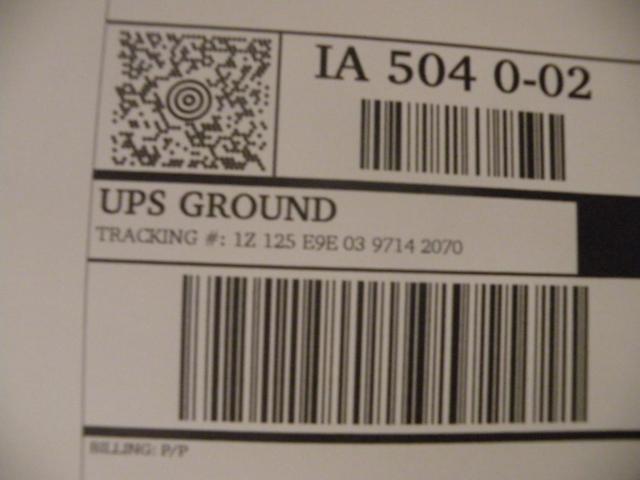 IA 504 0-02
UPS GROUND
TRACKING #: 1Z 125 E9E 03 9714 2070
BILLING: P/P